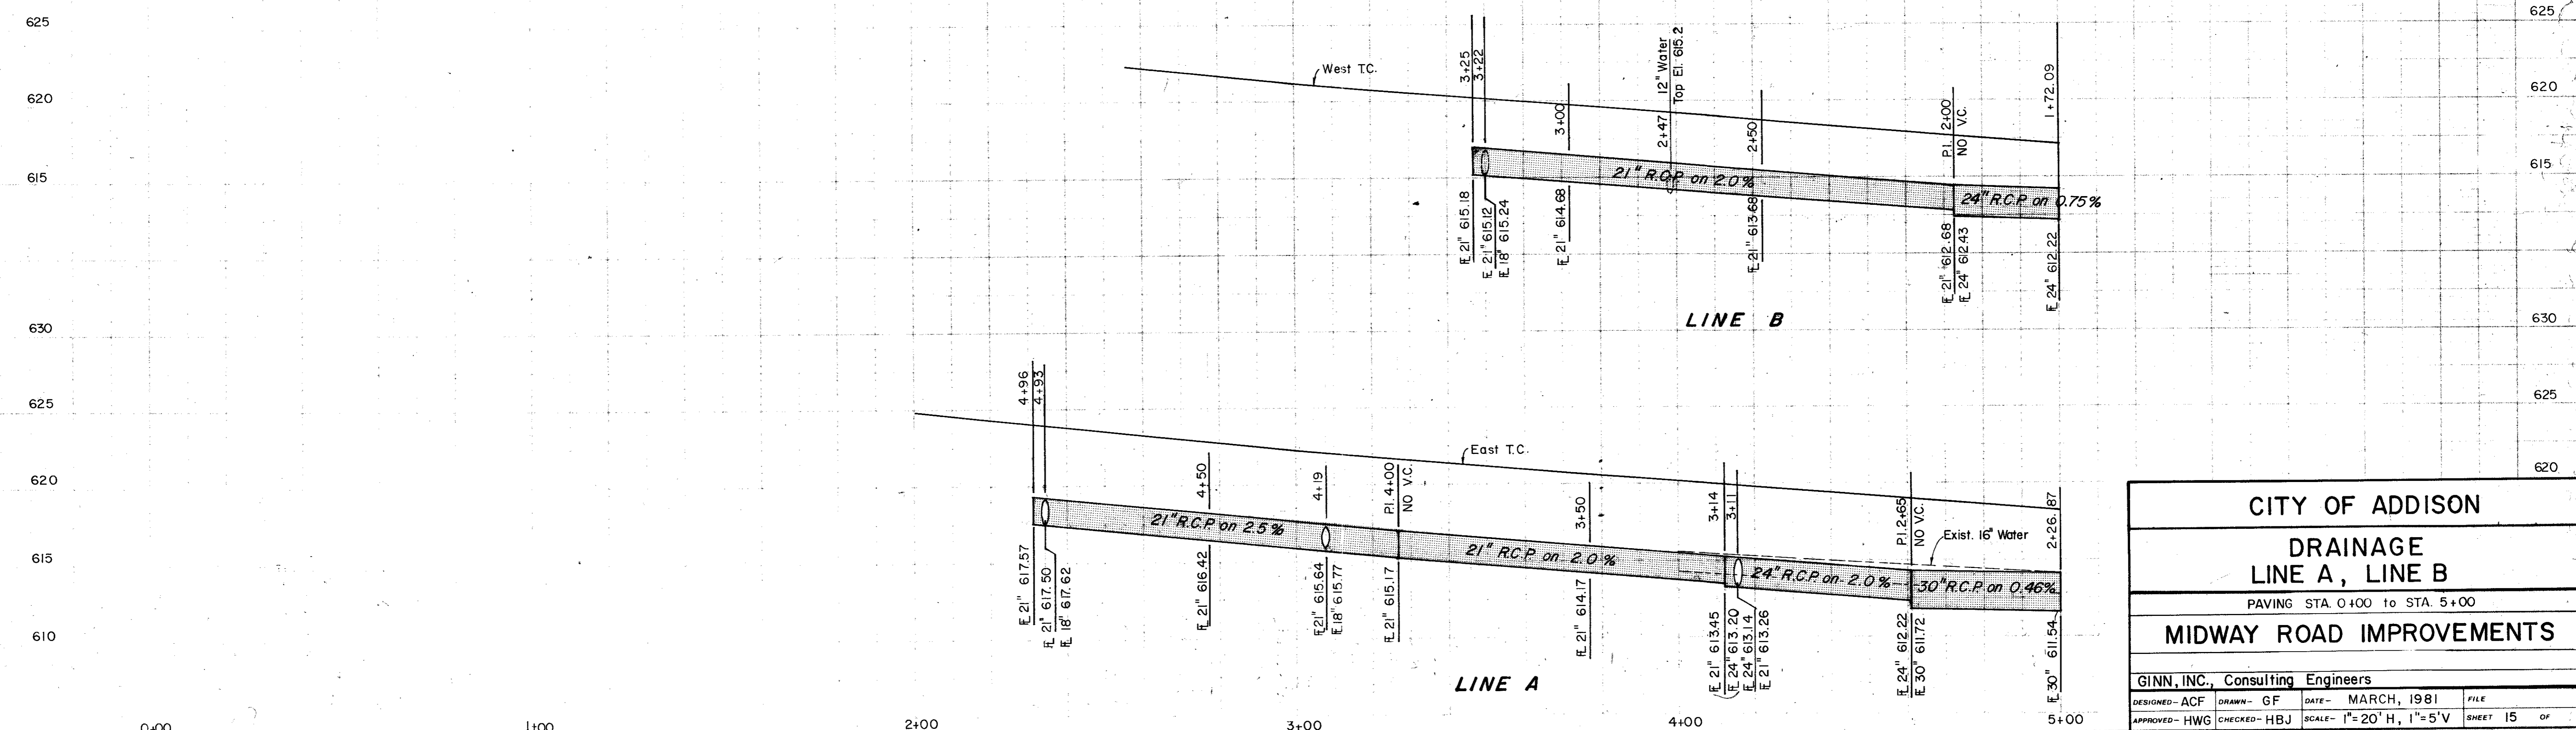 625
625
620
620
615
615
West T.C.
3+25
3+22
3+00
2+47
12" Water
Top El. 615.2
2+50
P.I. 2+00
NO V.C.
1+72.09
21" R.C.P. on 2.0%
24" R.C.P. on 0.75%
FL 21" 615.18
FL 21" 615.12
FL 18" 615.24
FL 21" 614.68
FL 21" 613.68
FL 21" 612.68
FL 24" 612.43
FL 24" 612.22
LINE B
630
630
625
625
620
620
615
610
4+96
4+93
4+50
4+19
P.I. 4+00
NO V.C.
East T.C.
3+50
3+14
3+11
P.I. 2+65
NO V.C.
Exist. 16" Water
2+26.87
21" R.C.P. on 2.5%
21" R.C.P. on 2.0%
24" R.C.P. on 2.0%
30" R.C.P. on 0.46%
FL 21" 617.57
FL 21" 617.50
FL 18" 617.62
FL 21" 616.42
FL 21" 615.64
FL 18" 615.77
FL 21" 615.17
FL 21" 614.17
FL 21" 613.45
FL 24" 613.20
FL 24" 613.14
FL 21" 613.26
FL 24" 612.22
FL 30" 611.72
FL 30" 611.54
LINE A
0+00
1+00
2+00
3+00
4+00
5+00
CITY OF ADDISON
DRAINAGE
LINE A, LINE B
PAVING STA. 0+00 to STA. 5+00
MIDWAY ROAD IMPROVEMENTS
GINN, INC., Consulting Engineers
DESIGNED- ACF DRAWN- GF DATE- MARCH, 1981 FILE
APPROVED- HWG CHECKED- HBJ SCALE- 1"=20' H, 1"=5' V SHEET 15 OF